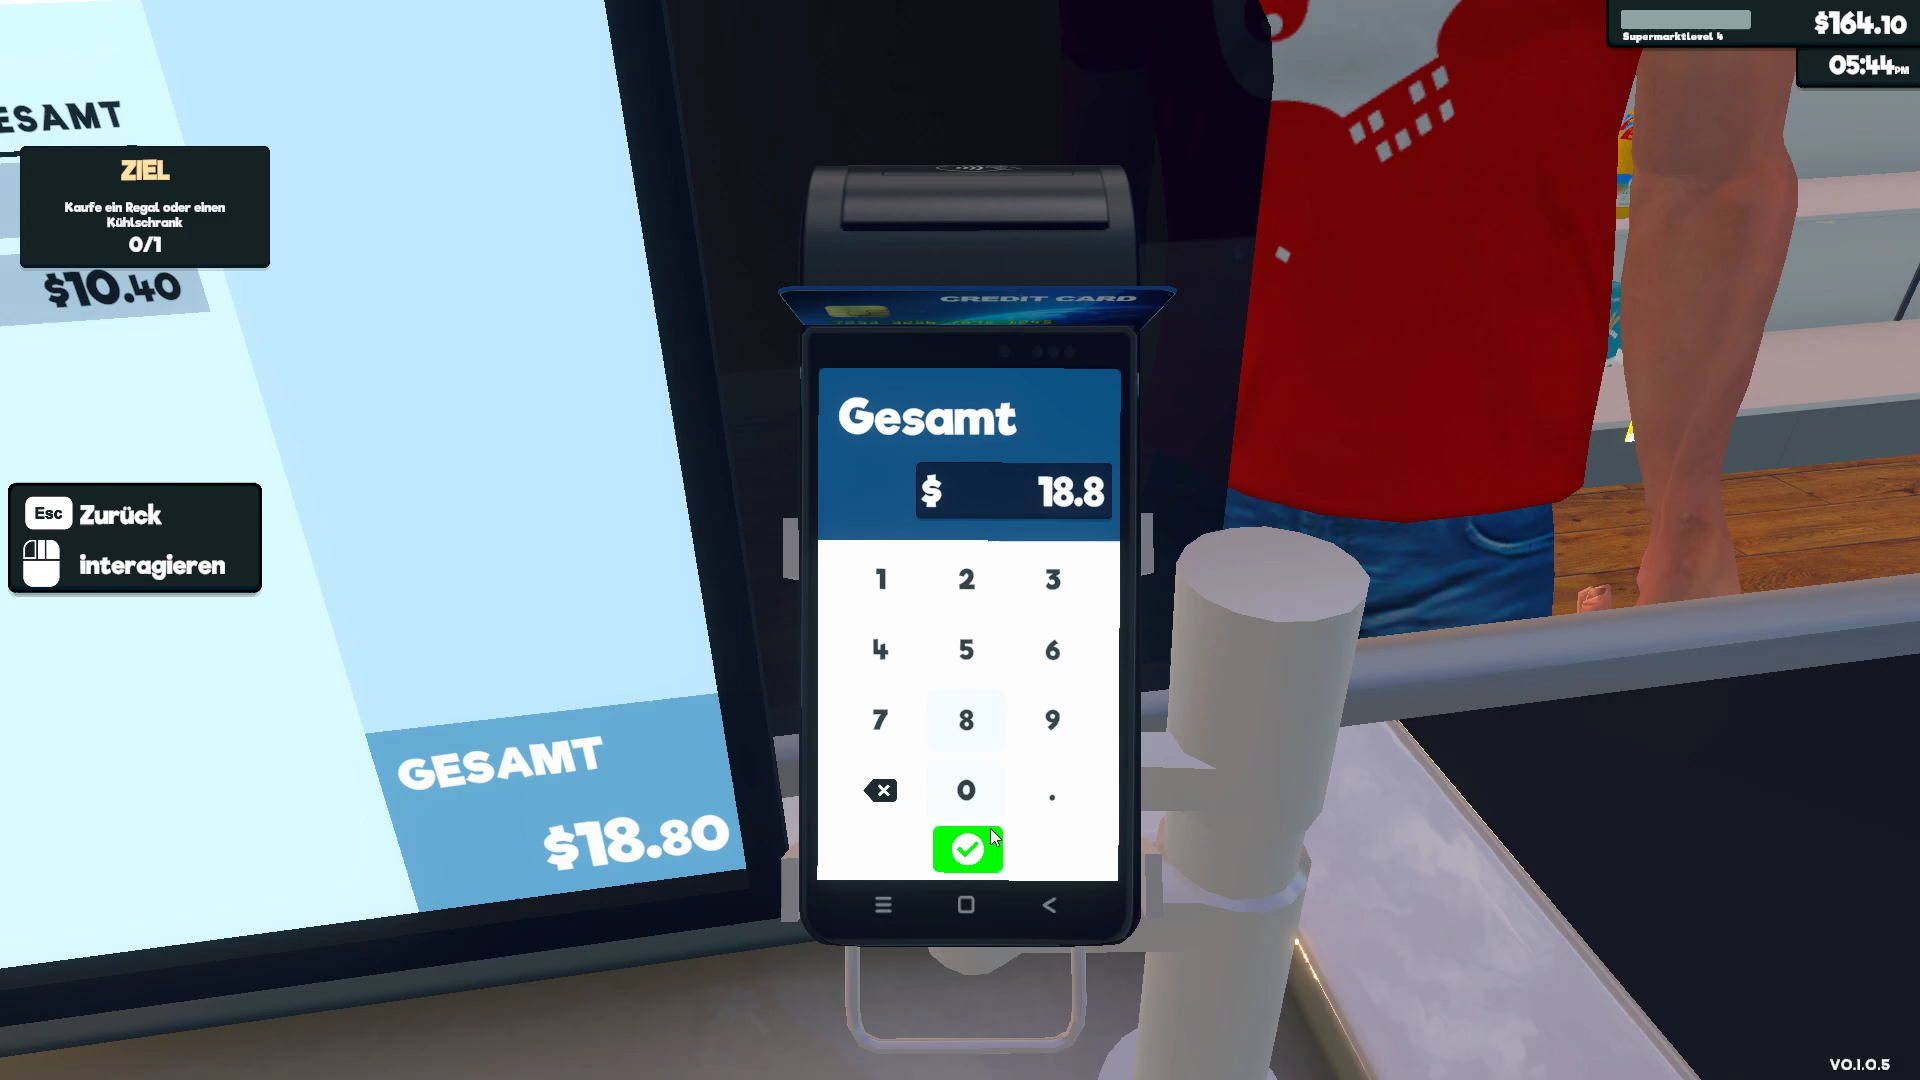 ESAMT
$10.40
ZIEL
Kaufe ein Regal oder einen
Kühlschrank
0/1
Esc Zurück
interagieren
GESAMT
$18.80
CREDIT CARD
Gesamt
$ 18.8
1 2 3
4 5 6
7 8 9
0 .
Supermarktlevel 4
$164.10
05:44PM
V0.1.0.5